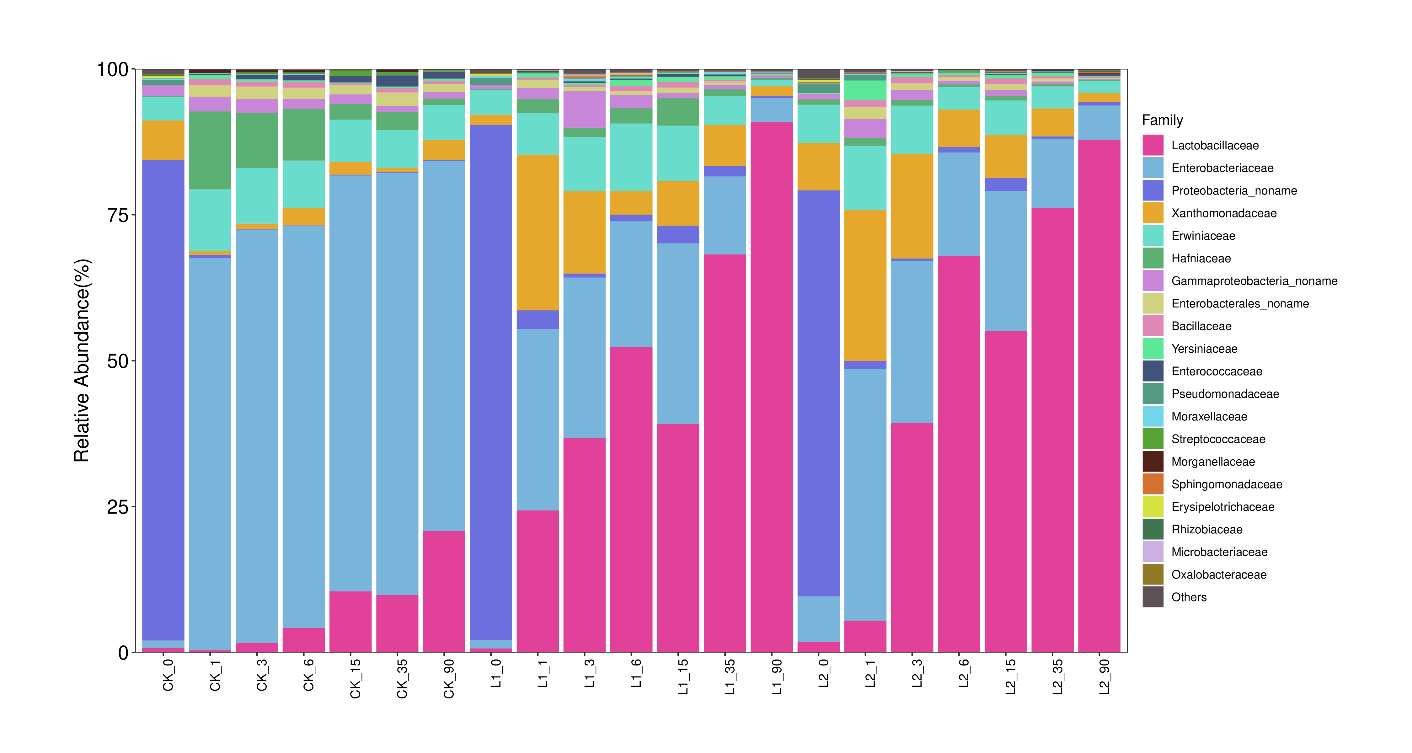 Relative Abundance(%)
100
75
50
25
0
CK_0
CK_1
CK_3
CK_6
CK_15
CK_35
CK_90
L1_0
L1_1
L1_3
L1_6
L1_15
L1_35
L1_90
L2_0
L2_1
L2_3
L2_6
L2_15
L2_35
L2_90
Family
Lactobacillaceae
Enterobacteriaceae
Proteobacteria_noname
Xanthomonadaceae
Erwiniaceae
Hafniaceae
Gammaproteobacteria_noname
Enterobacterales_noname
Bacillaceae
Yersiniaceae
Enterococcaceae
Pseudomonadaceae
Moraxellaceae
Streptococcaceae
Morganellaceae
Sphingomonadaceae
Erysipelotrichaceae
Rhizobiaceae
Microbacteriaceae
Oxalobacteraceae
Others